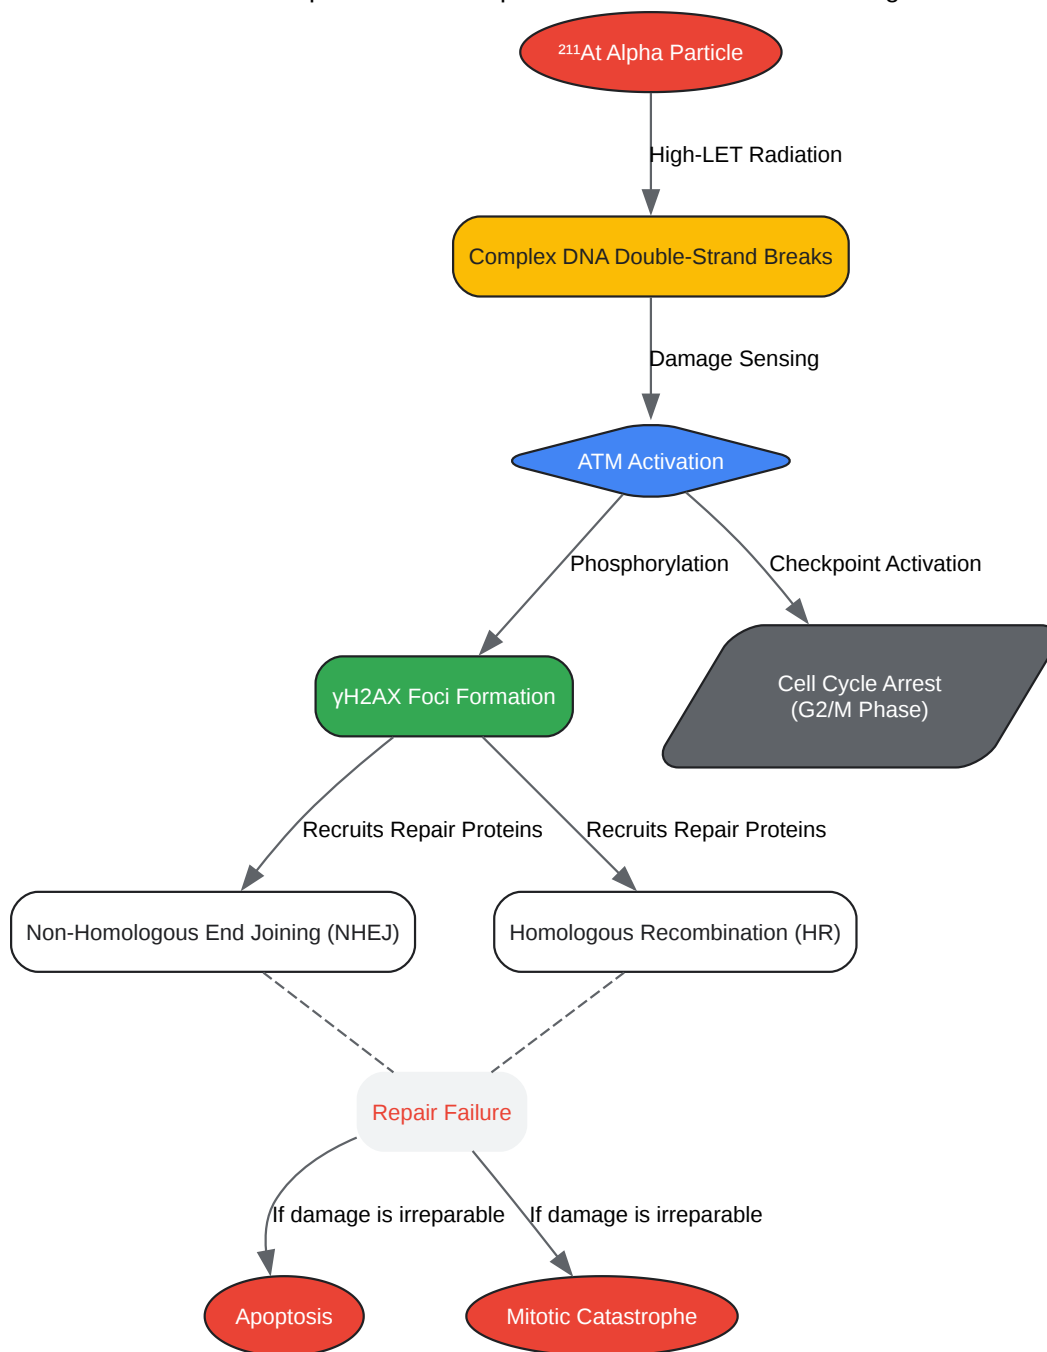 ²¹¹At Alpha Particle
High-LET Radiation
Complex DNA Double-Strand Breaks
Damage Sensing
ATM Activation
Phosphorylation
Checkpoint Activation
γH2AX Foci Formation
Cell Cycle Arrest
(G2/M Phase)
Recruits Repair Proteins
Recruits Repair Proteins
Non-Homologous End Joining (NHEJ)
Homologous Recombination (HR)
Repair Failure
If damage is irreparable
If damage is irreparable
Apoptosis
Mitotic Catastrophe